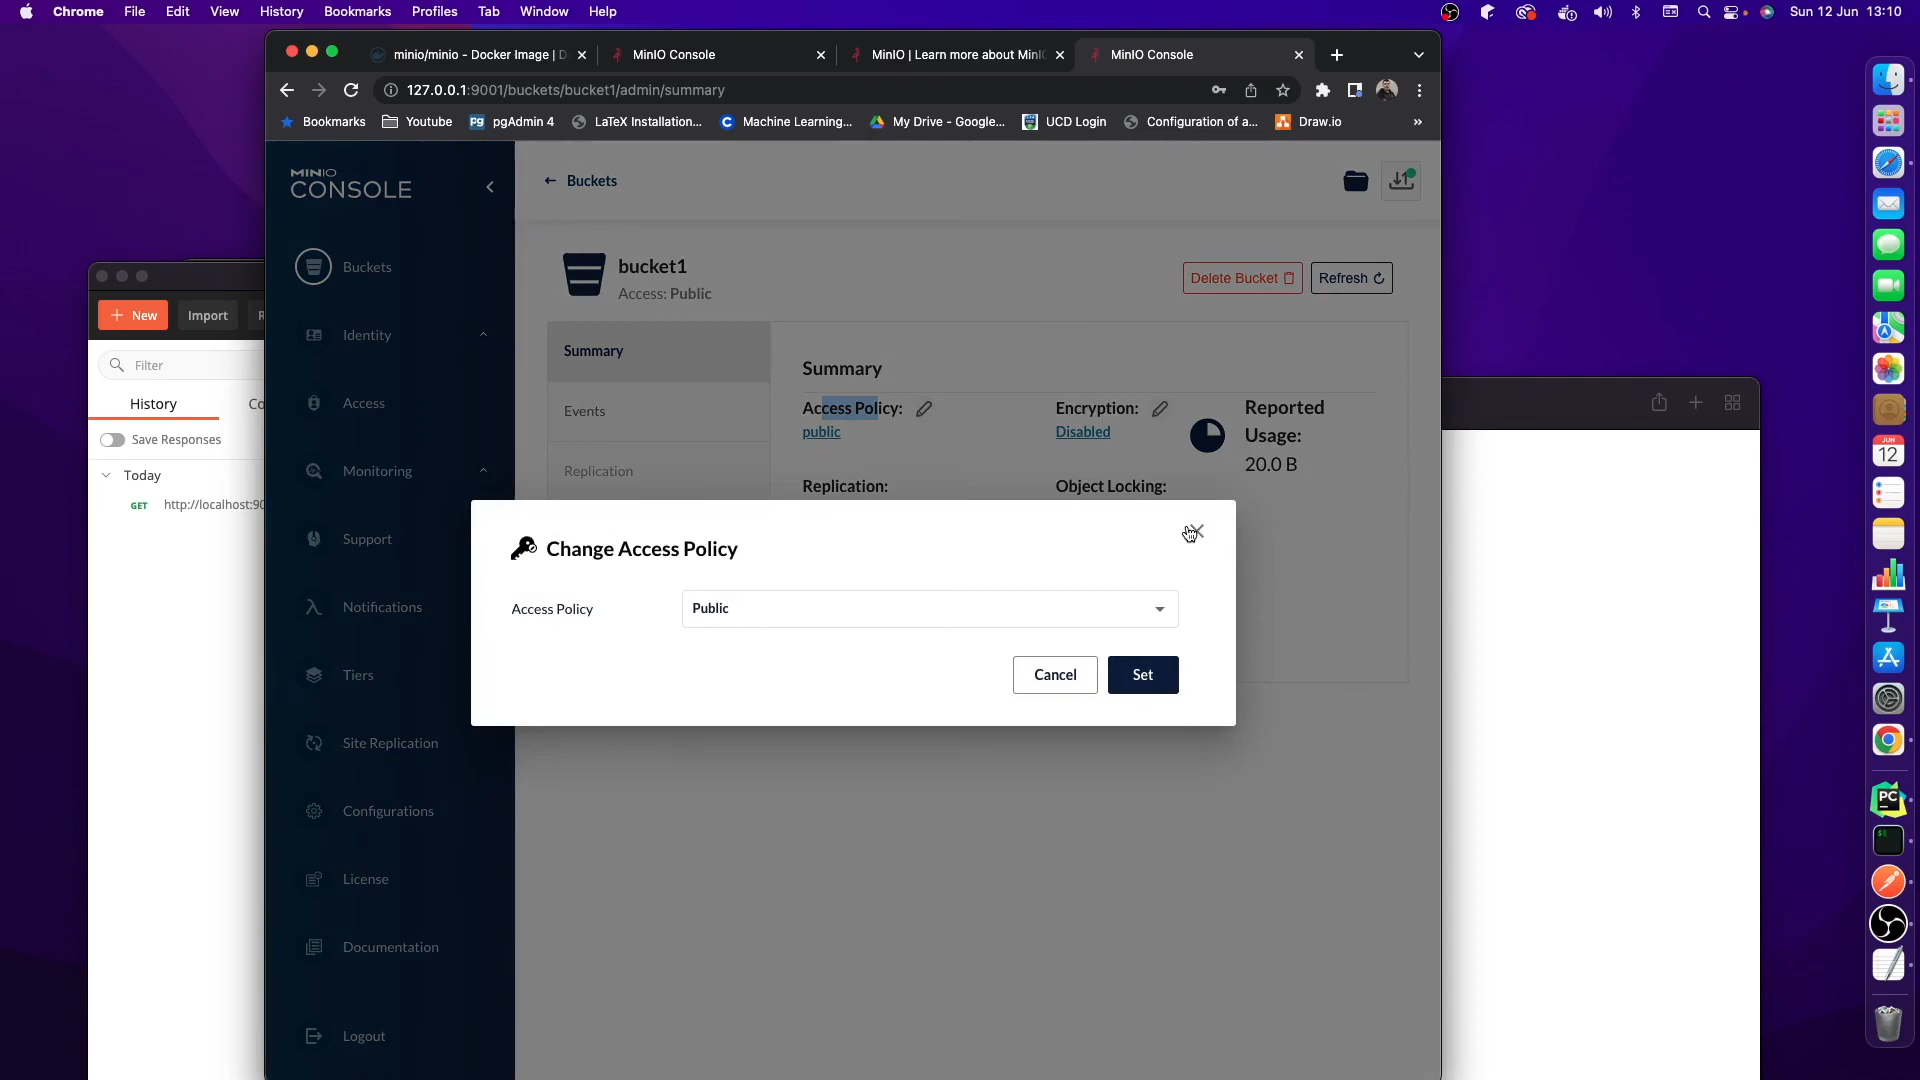 Chrome File Edit View History Bookmarks Profiles Tab Window Help Sun 12 Jun 13:10
minio/minio - Docker Image | D MinIO Console MinIO | Learn more about MinIO MinIO Console
127.0.0.1:9001/buckets/bucket1/admin/summary
Bookmarks Youtube pgAdmin 4 LaTeX Installation... Machine Learning... My Drive - Google... UCD Login Configuration of a... Draw.io »
MINIO
CONSOLE
Buckets
Identity
Access
Monitoring
Support
Notifications
Tiers
Site Replication
Configurations
License
Documentation
Logout
← Buckets
bucket1
Access: Public
Delete Bucket
Refresh
Summary
Events
Replication
Summary
Access Policy:
public
Encryption:
Disabled
Reported
Usage:
20.0 B
Replication:
Object Locking:
Change Access Policy
Access Policy
Public
Cancel
Set
New
Import
R
Filter
History
Co
Save Responses
Today
GET http://localhost:90
JUN
12
PC
$